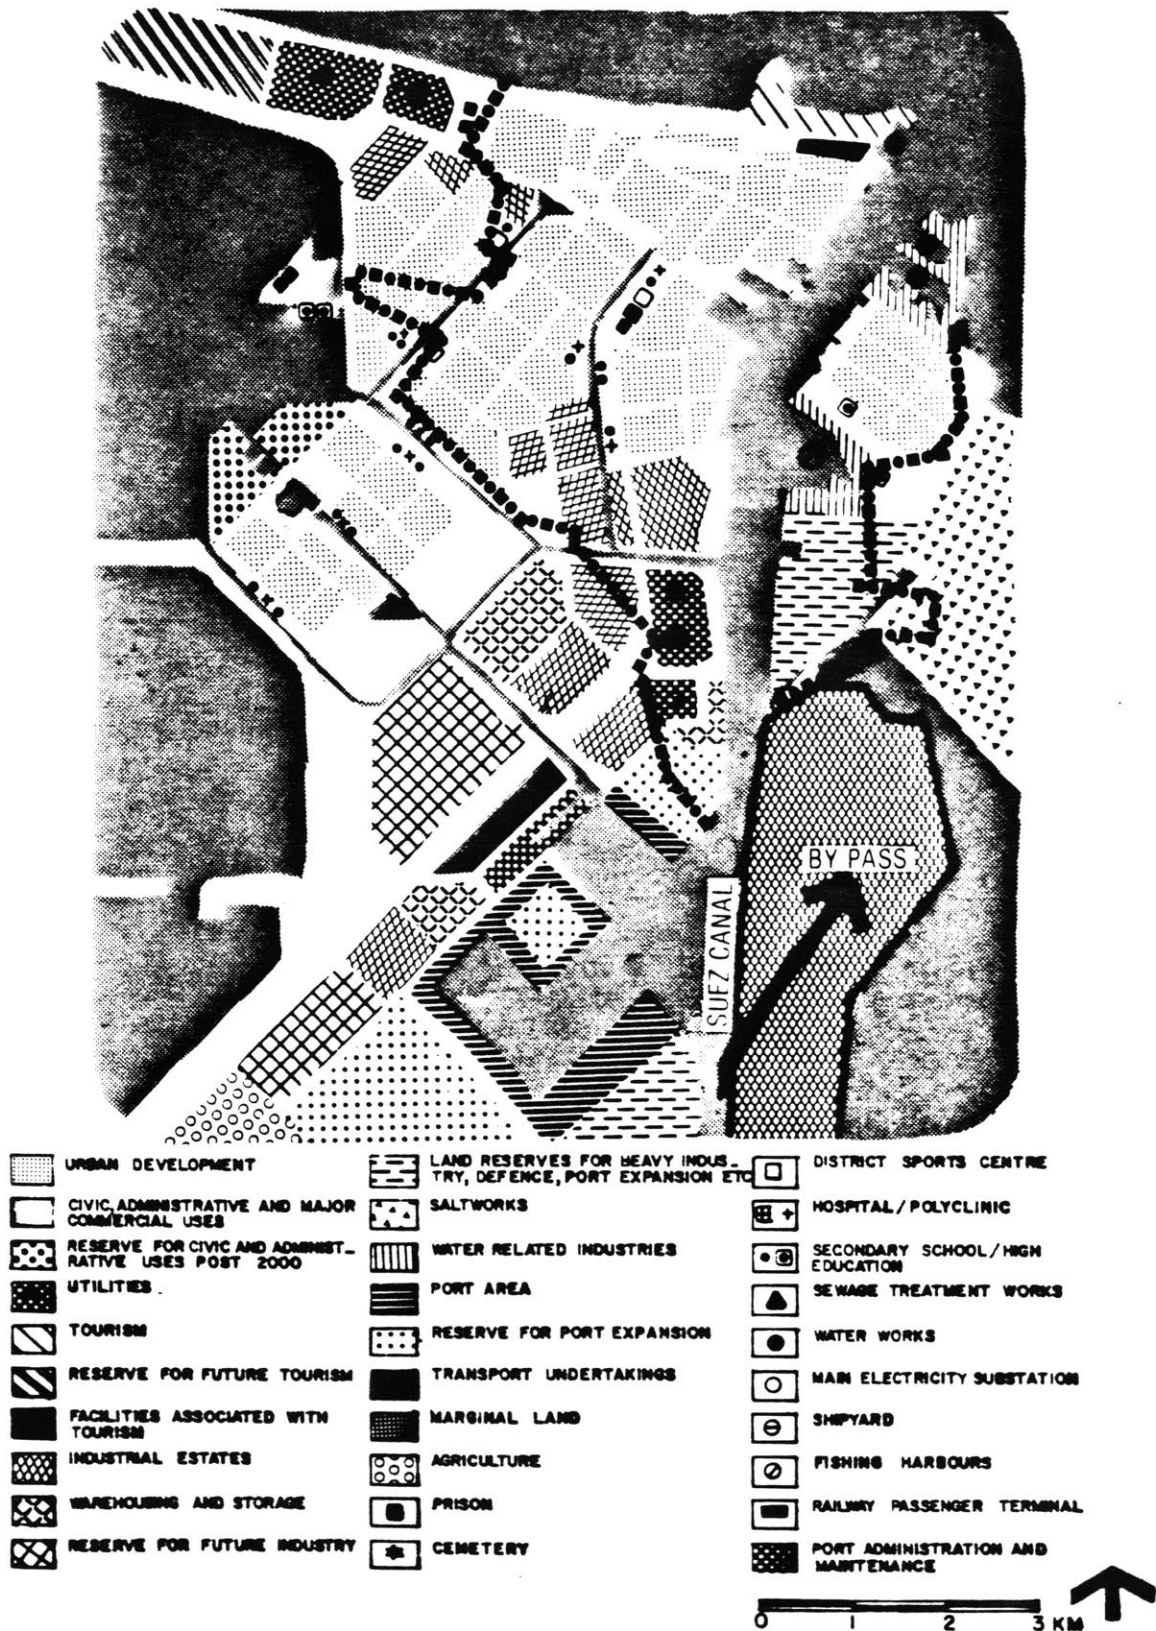 BY PASS
SUEZ CANAL
URBAN DEVELOPMENT
CIVIC, ADMINISTRATIVE AND MAJOR
COMMERCIAL USES
RESERVE FOR CIVIC AND ADMINIST_
RATIVE USES POST 2000
UTILITIES .
TOURISM
RESERVE FOR FUTURE TOURISM
FACILITIES ASSOCIATED WITH
TOURISM
INDUSTRIAL ESTATES
WAREHOUSING AND STORAGE
RESERVE FOR FUTURE INDUSTRY
LAND RESERVES FOR HEAVY INDUS_
TRY, DEFENCE, PORT EXPANSION ETC
SALTWORKS
WATER RELATED INDUSTRIES
PORT AREA
RESERVE FOR PORT EXPANSION
TRANSPORT UNDERTAKINGS
MARGINAL LAND
AGRICULTURE
PRISON
CEMETERY
DISTRICT SPORTS CENTRE
HOSPITAL/POLYCLINIC
SECONDARY SCHOOL/HIGH
EDUCATION
SEWAGE TREATMENT WORKS
WATER WORKS
MAIN ELECTRICITY SUBSTATION
SHIPYARD
FISHING HARBOURS
RAILWAY PASSENGER TERMINAL
PORT ADMINISTRATION AND
MAINTENANCE
0 1 2 3 KM